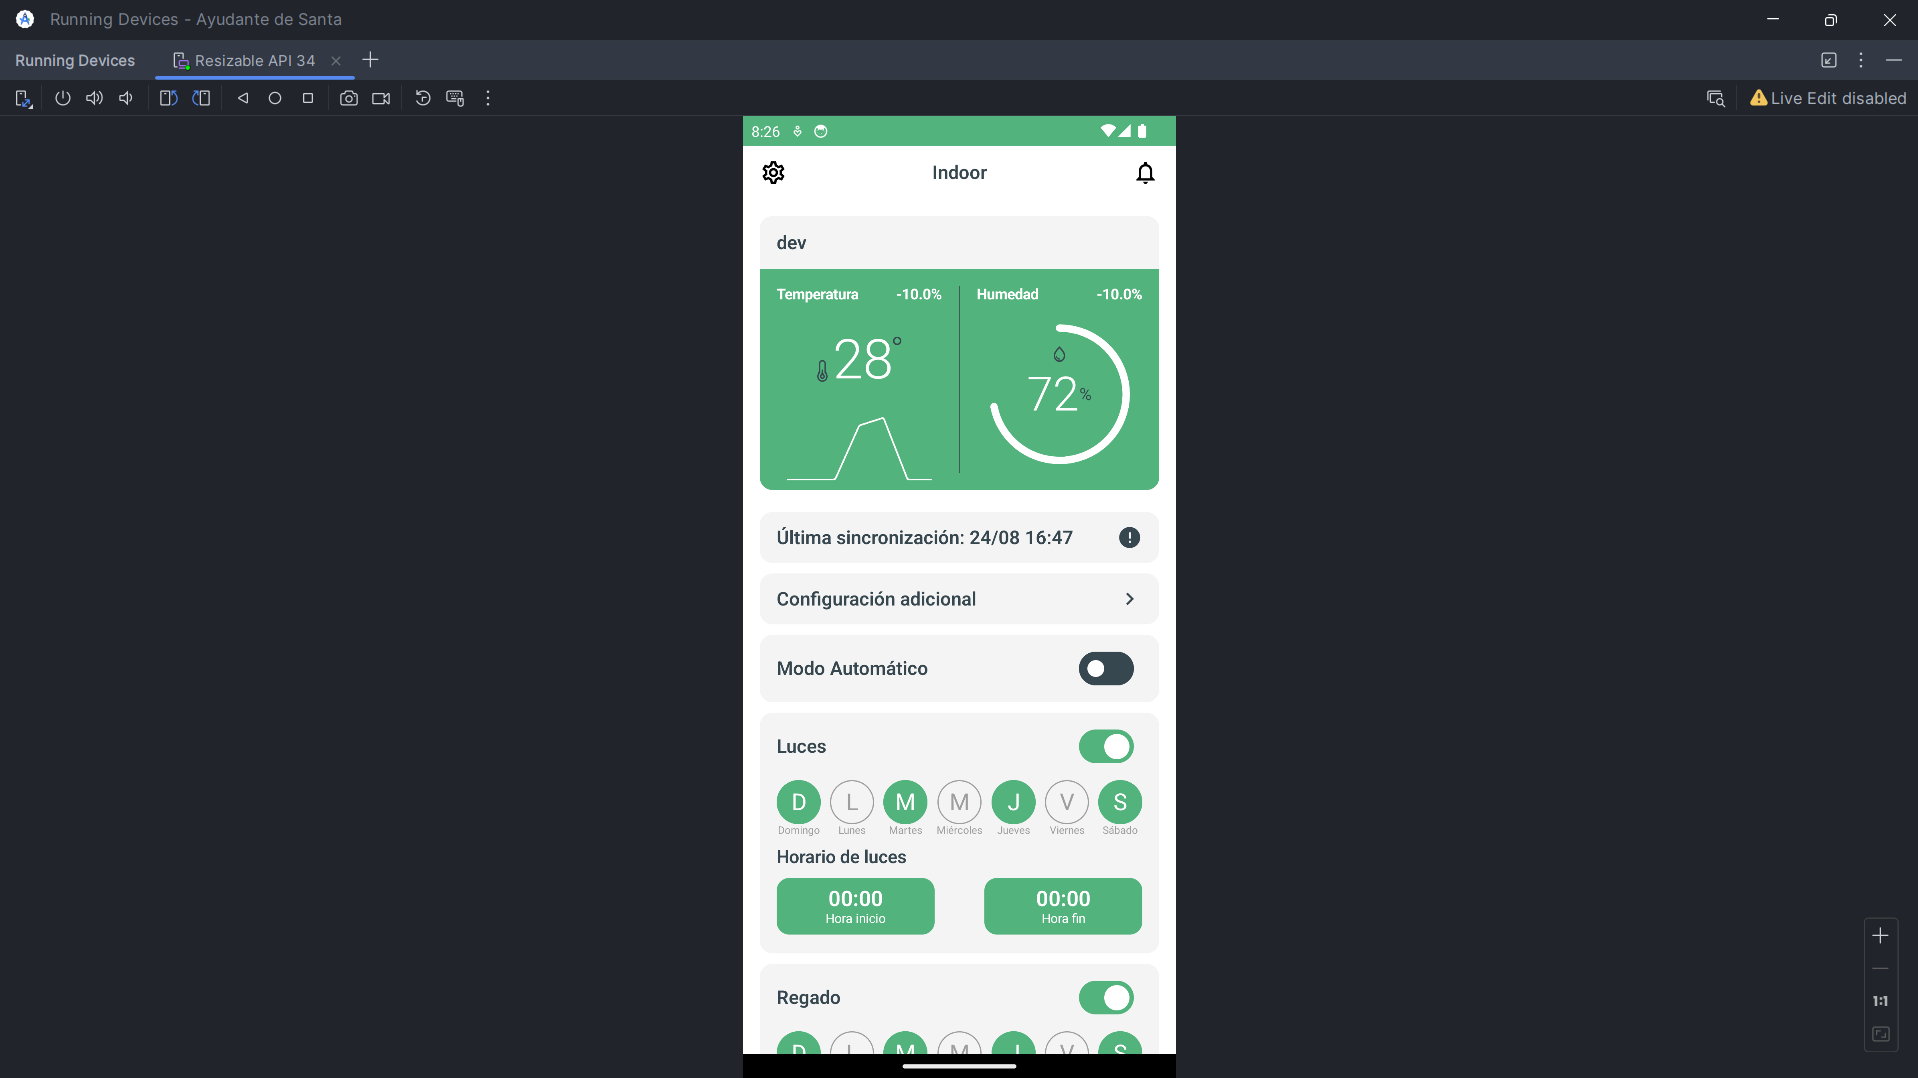 Running Devices - Ayudante de Santa
Running Devices
Resizable API 34
Live Edit disabled
8:26
Indoor
dev
Temperatura -10.0% Humedad -10.0%
28°
72%
Última sincronización: 24/08 16:47
Configuración adicional
Modo Automático
Luces
D L M M J V S
Domingo Lunes Martes Miércoles Jueves Viernes Sábado
Horario de luces
00:00 00:00
Hora inicio Hora fin
Regado
D L M M J V S
1:1